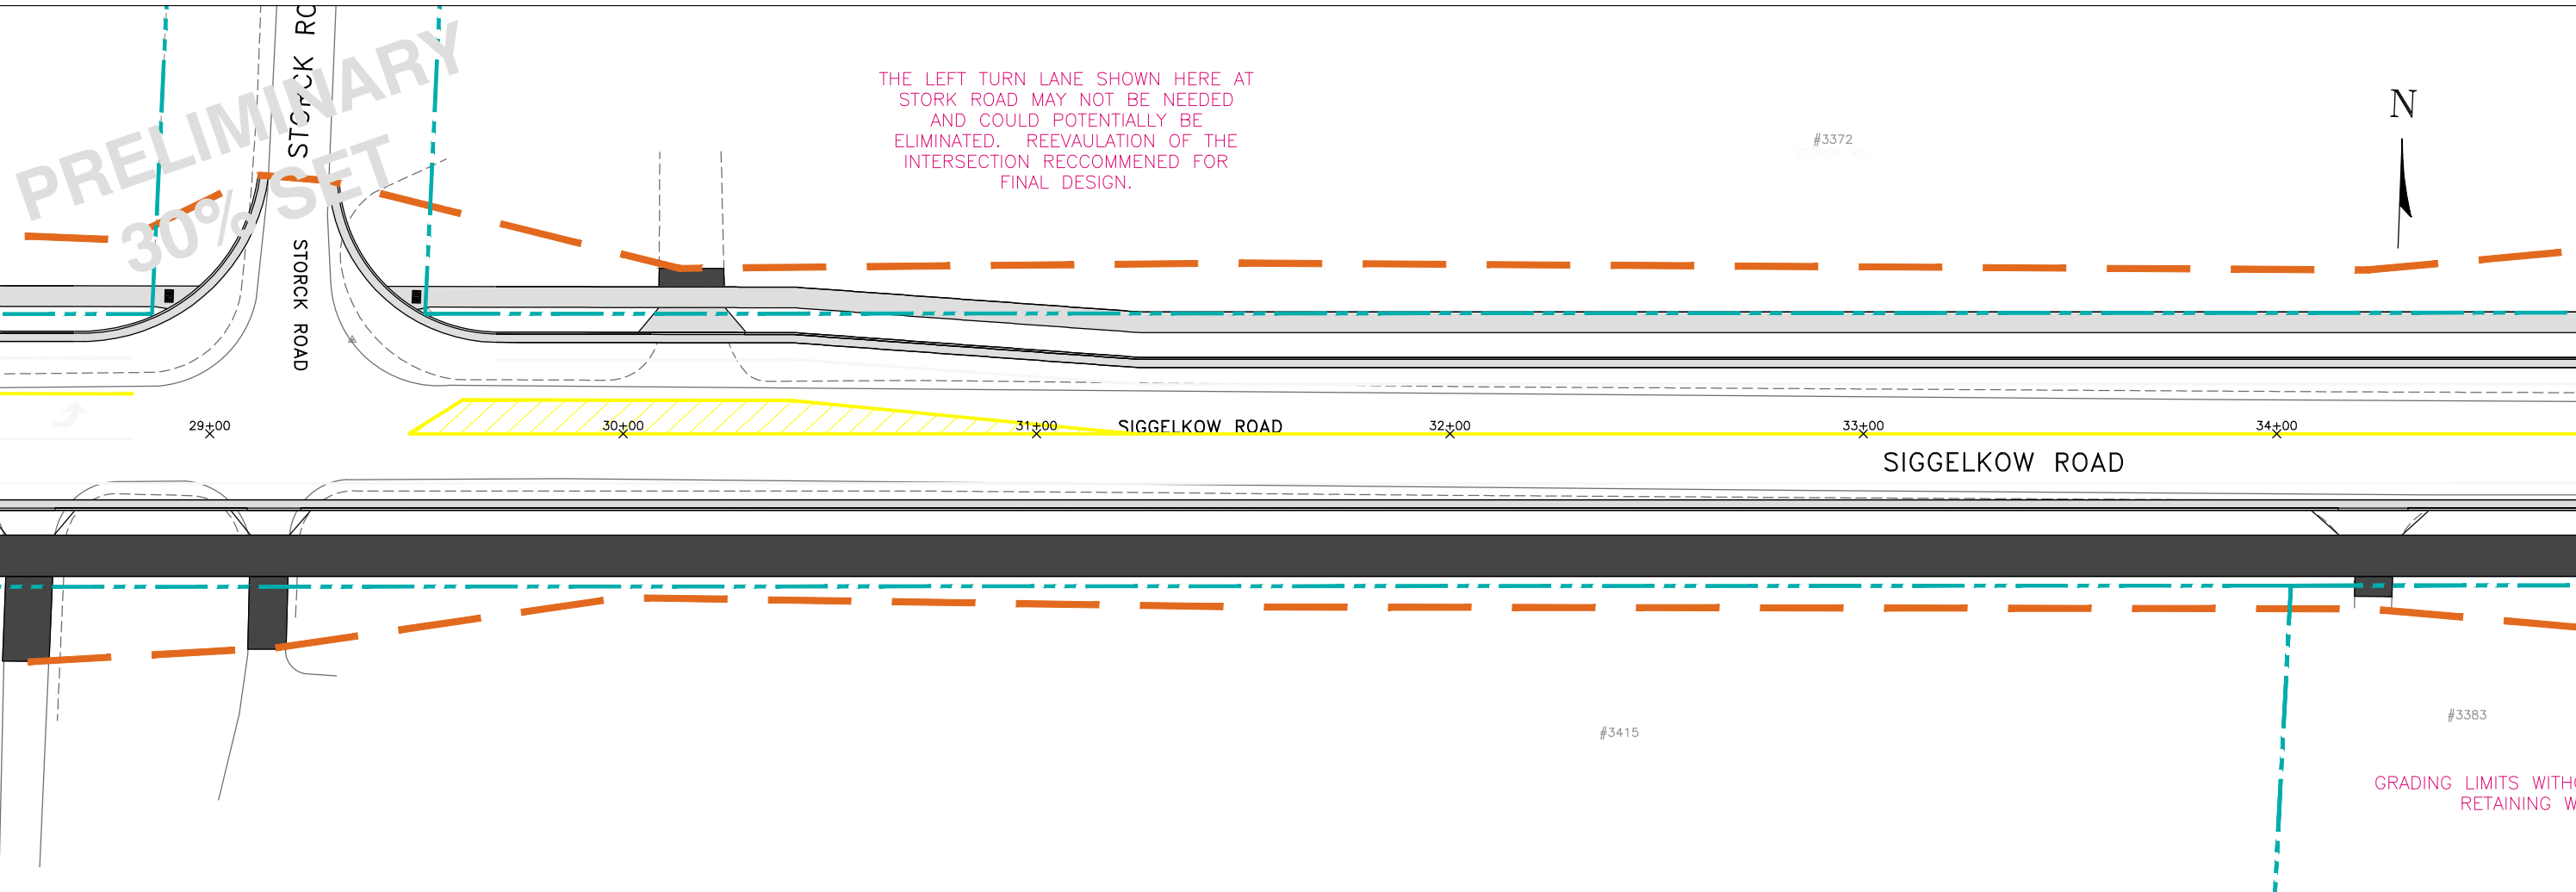 STORCK RO
PRELIMINARY
30% SET
STORCK ROAD
THE LEFT TURN LANE SHOWN HERE AT
STORK ROAD MAY NOT BE NEEDED
AND COULD POTENTIALLY BE
ELIMINATED. REEVAULATION OF THE
INTERSECTION RECCOMMENED FOR
FINAL DESIGN.
#3372
N
29+00
30+00
31+00
SIGGELKOW ROAD
32+00
33+00
34+00
SIGGELKOW ROAD
#3415
#3383
GRADING LIMITS WITHO
RETAINING W